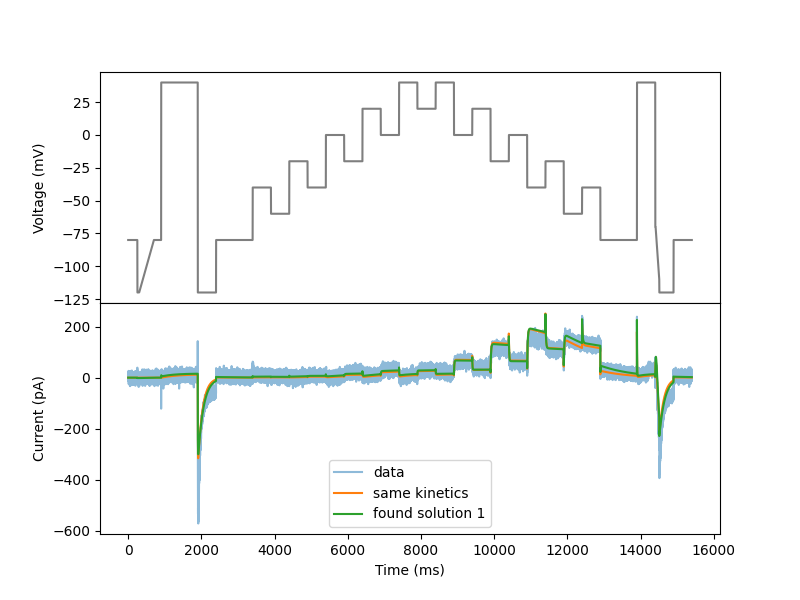 25
0
−25
−50
−75
−100
−125
Voltage (mV)
200
0
−200
−400
−600
Current (pA)
data
same kinetics
found solution 1
0 2000 4000 6000 8000 10000 12000 14000 16000
Time (ms)